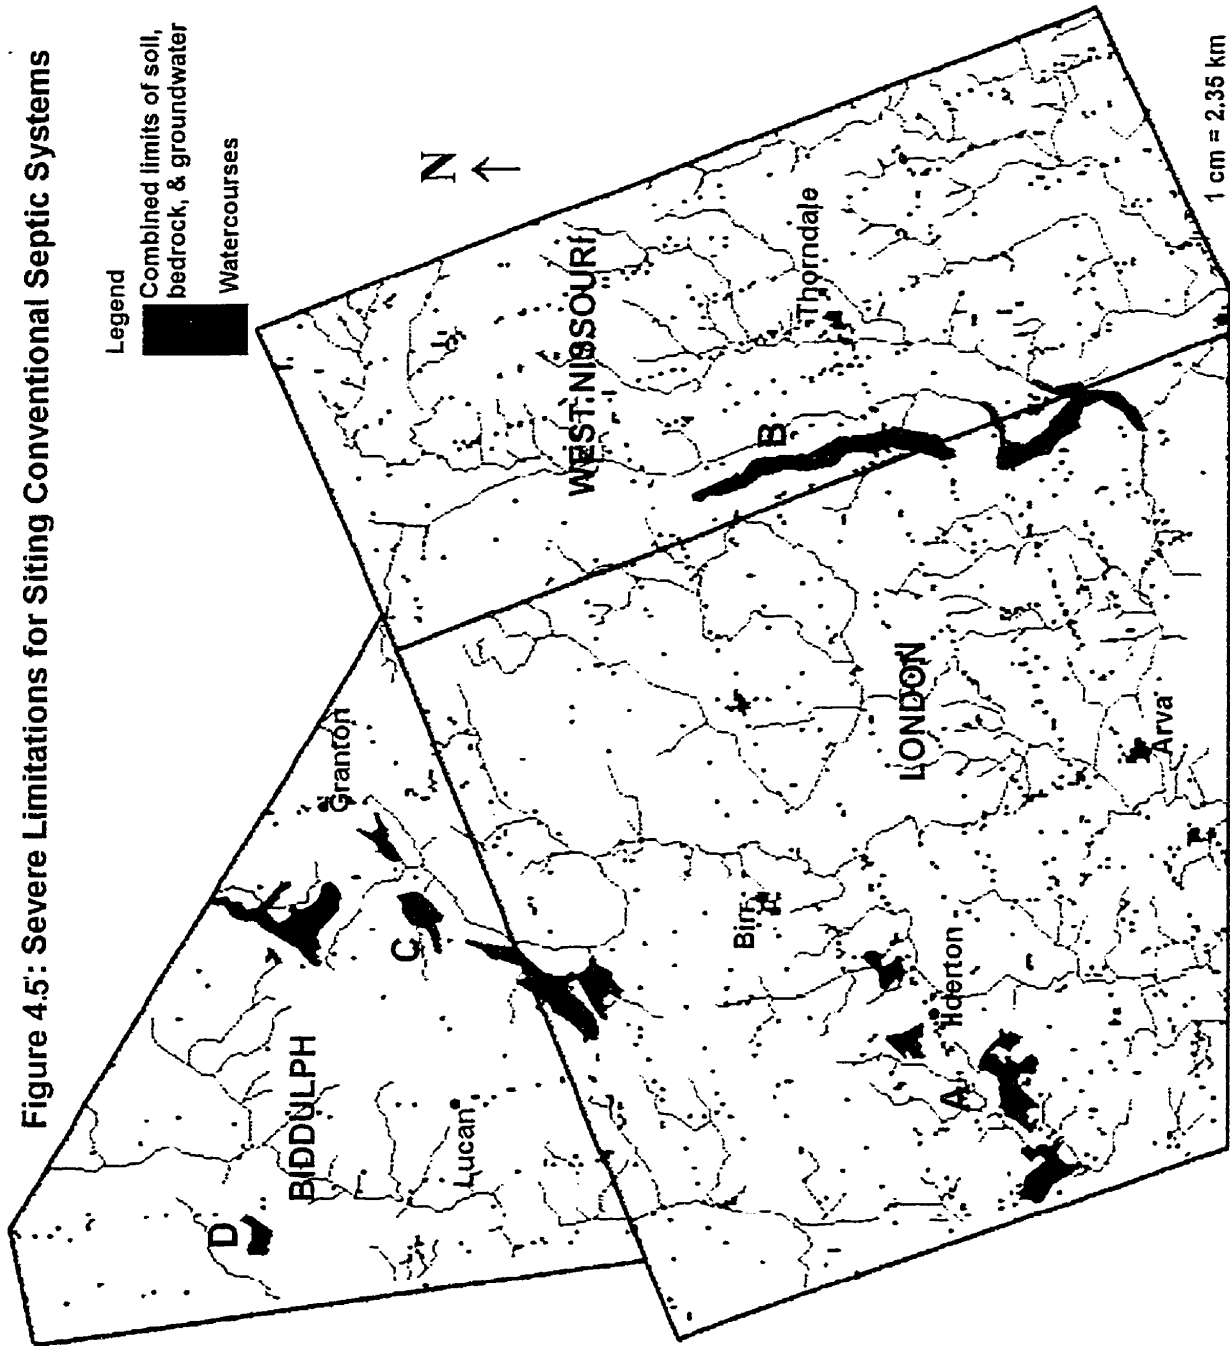 Figure 4.5: Severe Limitations for Siting Conventional Septic Systems
Legend
Combined limits of soil,
bedrock, & groundwater
Watercourses
N
BIDDULPH
D
Lucan
C
Granton
WEST NISSOURI
B
Thorndale
LONDON
Birr
A
Ilderton
Arva
1 cm = 2.35 km